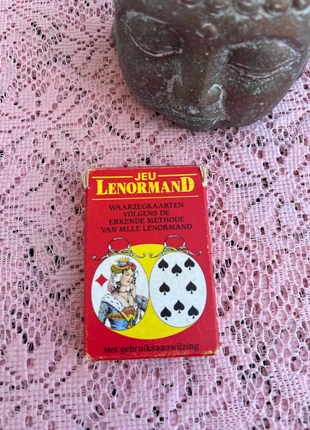 JEU
LENORMAND
WAARZEGKAARTEN
VOLGENS DE
ERKENDE METHODE
VAN MLLE LENORMAND
Met gebruiksaanwijzing